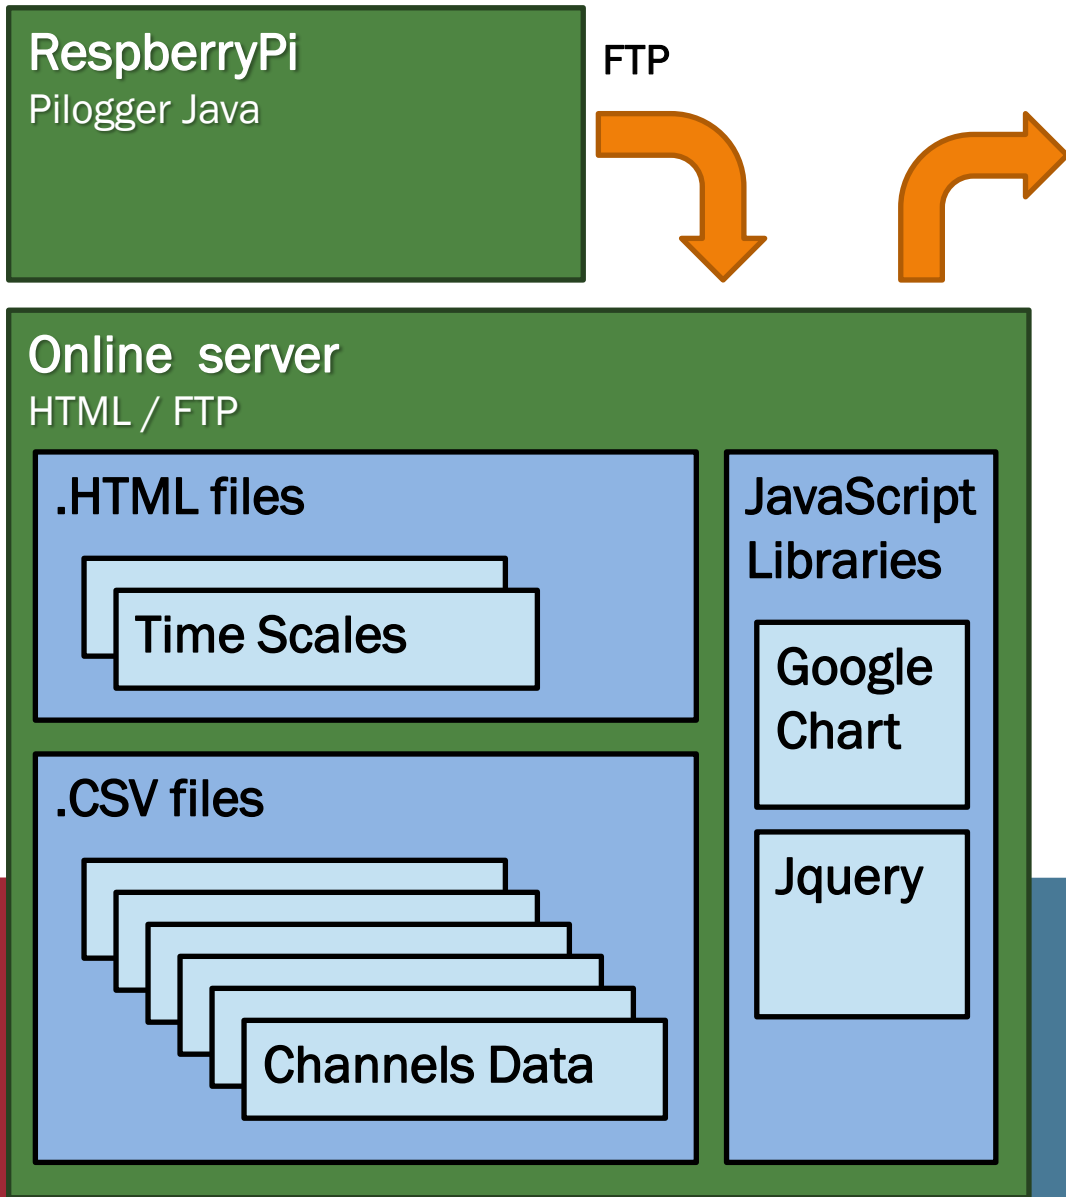 RespberryPi
Pilogger Java
FTP
Online server
HTML / FTP
.HTML files
Time Scales
.CSV files
Channels Data
JavaScript
Libraries
Google
Chart
Jquery